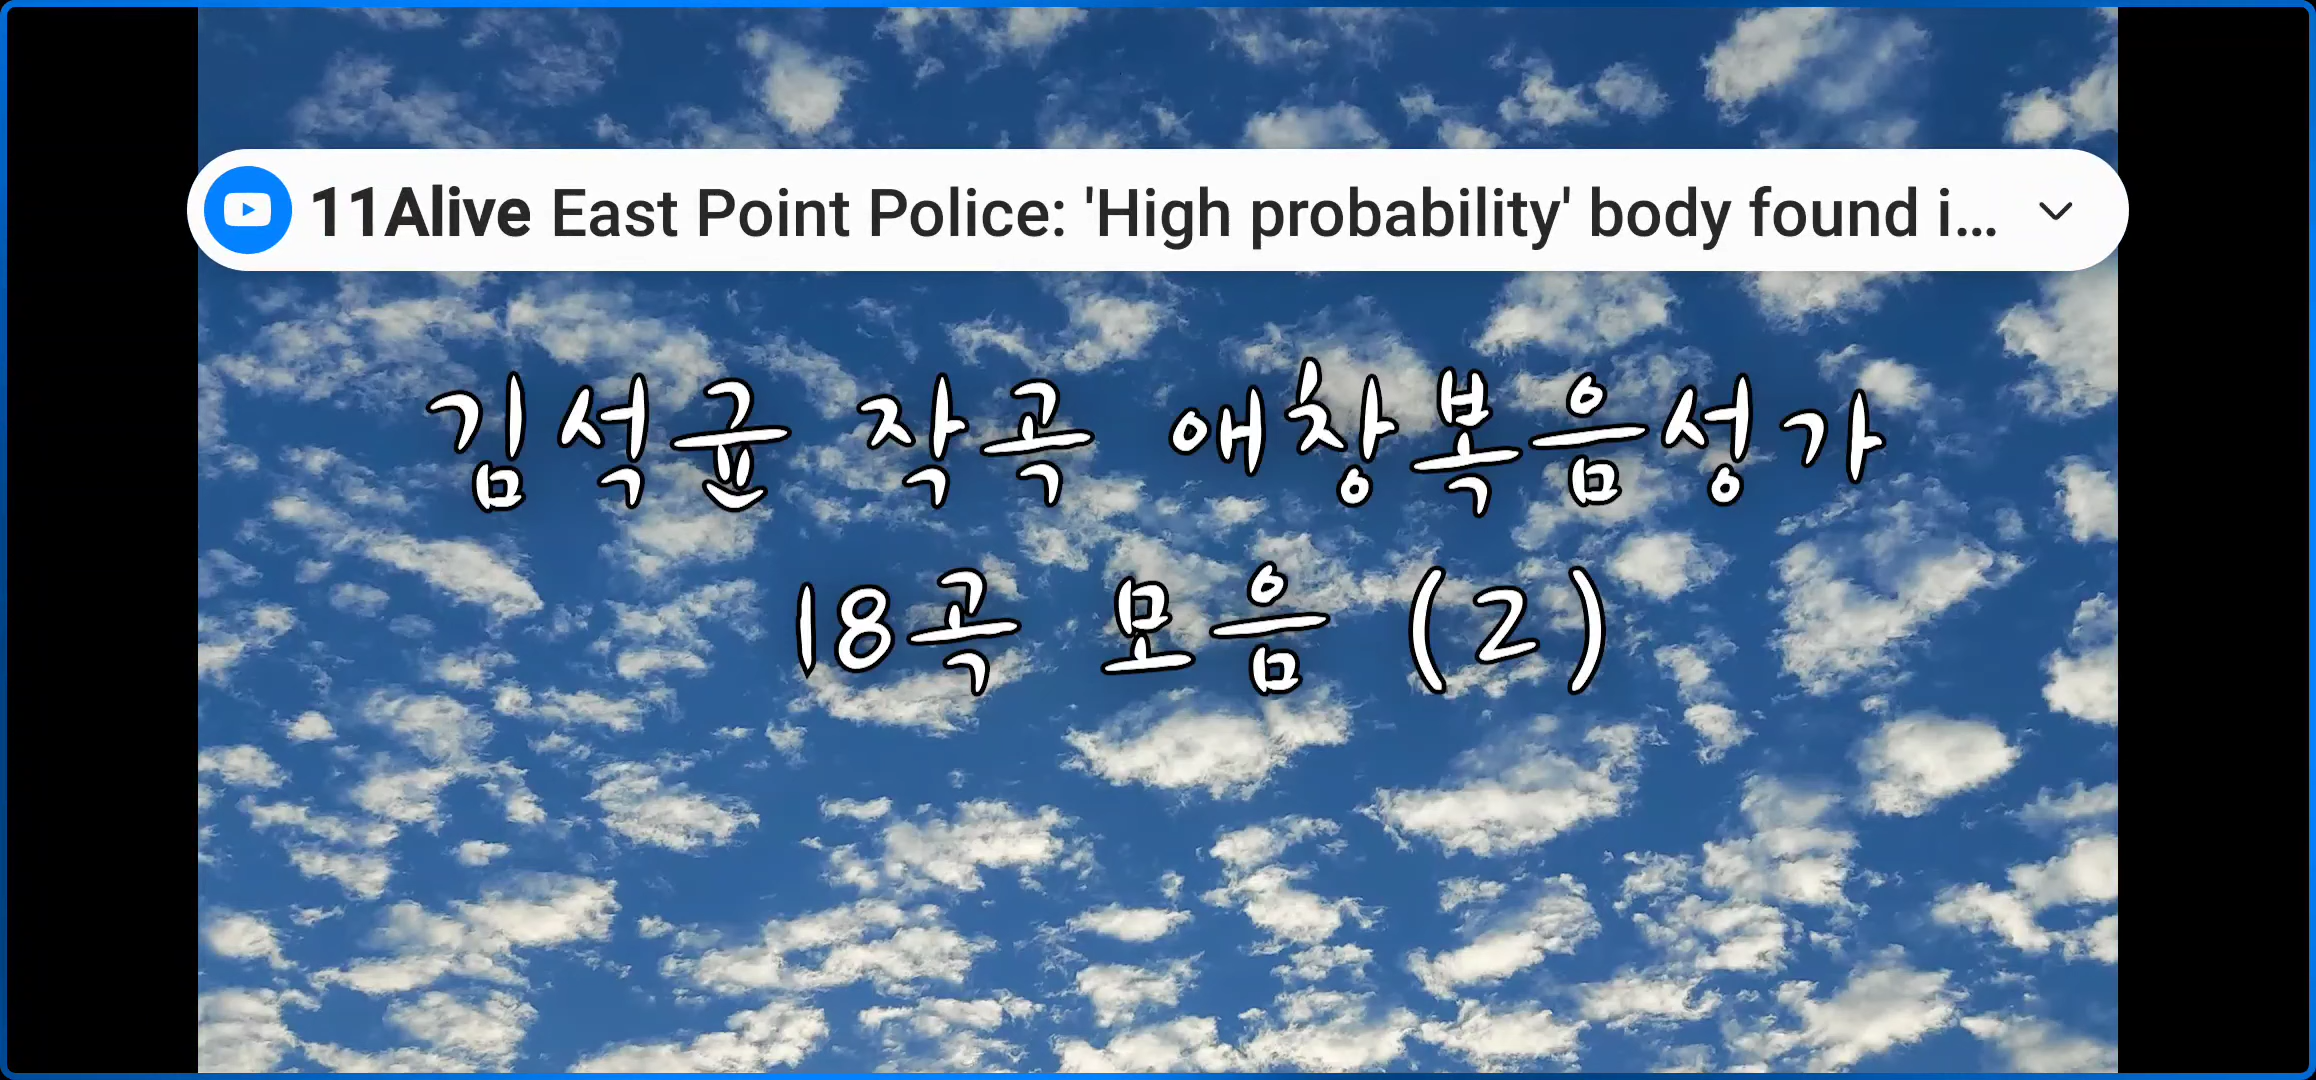 11Alive East Point Police: 'High probability' body found i...
김석균 작곡 애창복음성가
18곡 모음 (2)